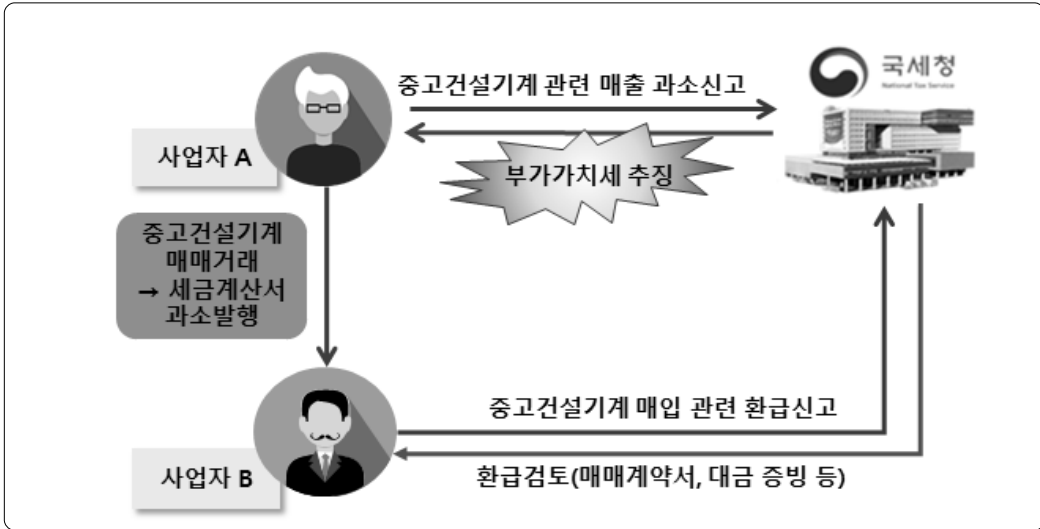 중고건설기계 관련 매출 과소신고
국세청
National Tax Service
사업자 A
부가가치세 추징
중고건설기계
매매거래
→ 세금계산서
과소발행
중고건설기계 매입 관련 환급신고
사업자 B
환급검토(매매계약서, 대금 증빙 등)